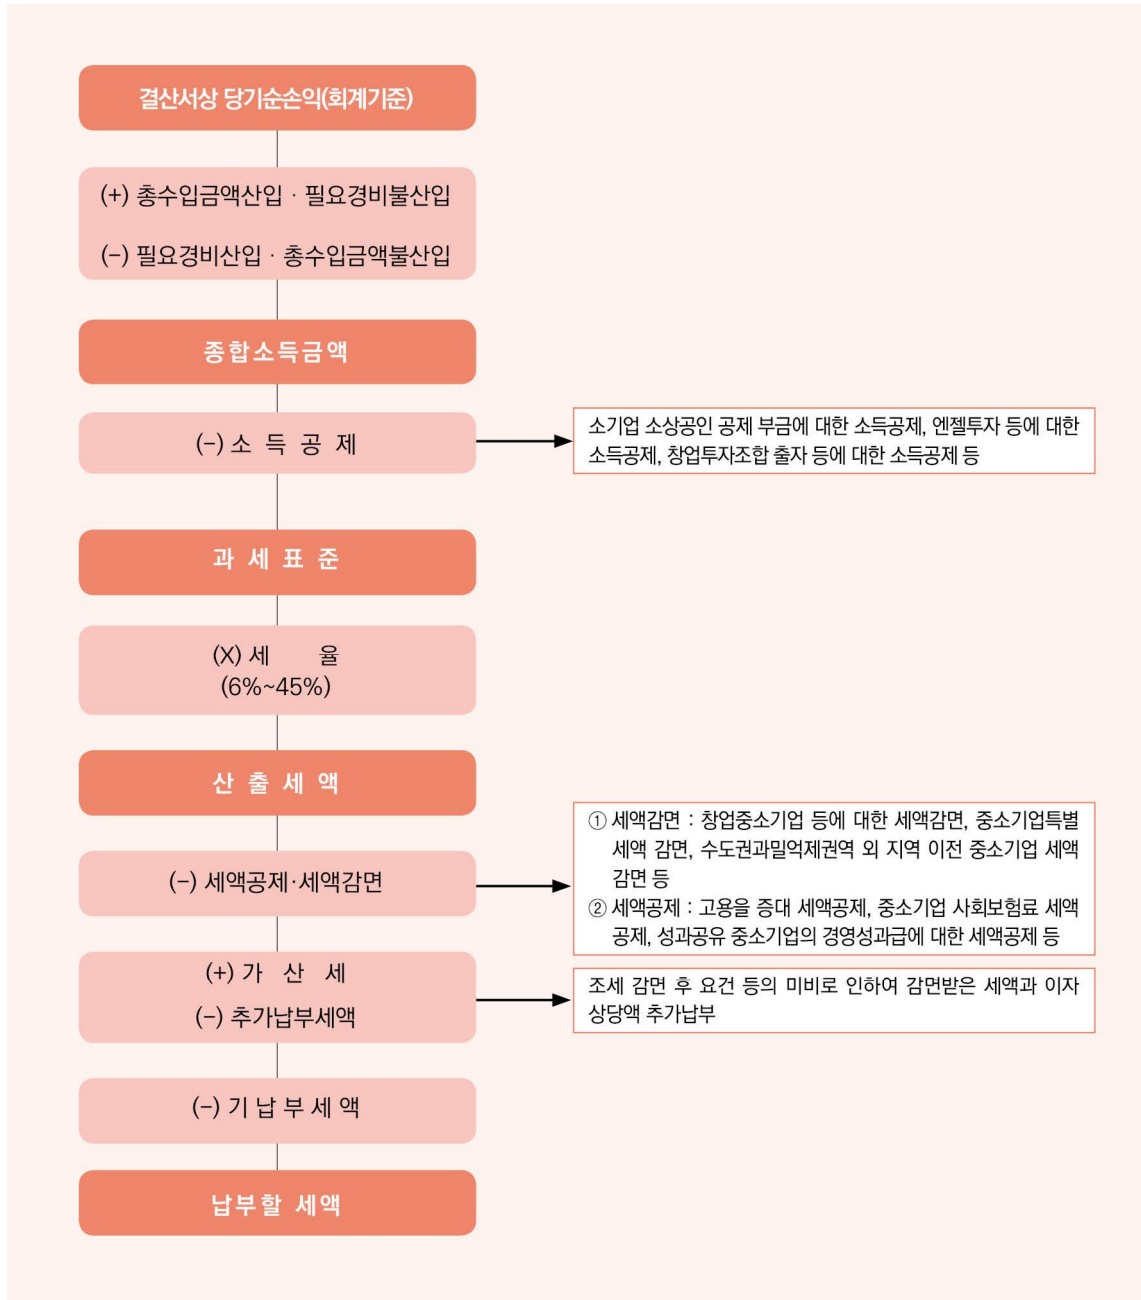 결산서상 당기순손익(회계기준)
(+) 총수입금액산입 · 필요경비불산입
(-) 필요경비산입 · 총수입금액불산입
종합소득금액
(-) 소 득 공 제
소기업 소상공인 공제 부금에 대한 소득공제, 엔젤투자 등에 대한
소득공제, 창업투자조합 출자 등에 대한 소득공제 등
과 세 표 준
(X) 세 율
(6%~45%)
산 출 세 액
(-) 세액공제·세액감면
① 세액감면 : 창업중소기업 등에 대한 세액감면, 중소기업특별
세액 감면, 수도권과밀억제권역 외 지역 이전 중소기업 세액
감면 등
② 세액공제 : 고용을 증대 세액공제, 중소기업 사회보험료 세액
공제, 성과공유 중소기업의 경영성과급에 대한 세액공제 등
(+) 가 산 세
(-) 추가납부세액
조세 감면 후 요건 등의 미비로 인하여 감면받은 세액과 이자
상당액 추가납부
(-) 기 납 부 세 액
납부할 세액